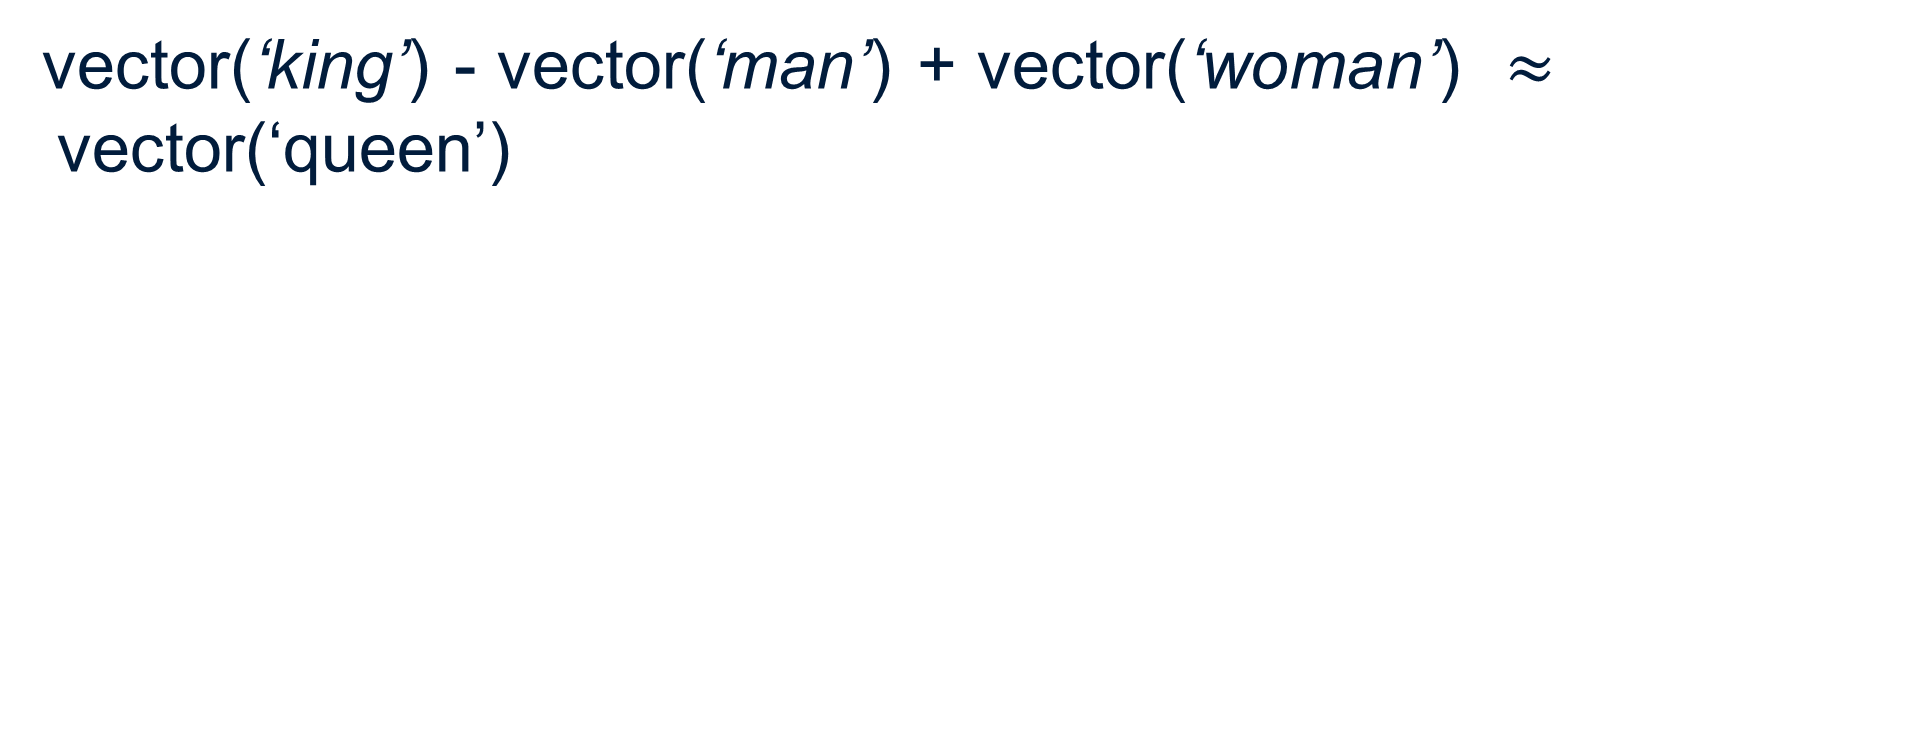 vector(‘king’) - vector(‘man’) + vector(‘woman’) ≈
vector(‘queen’)